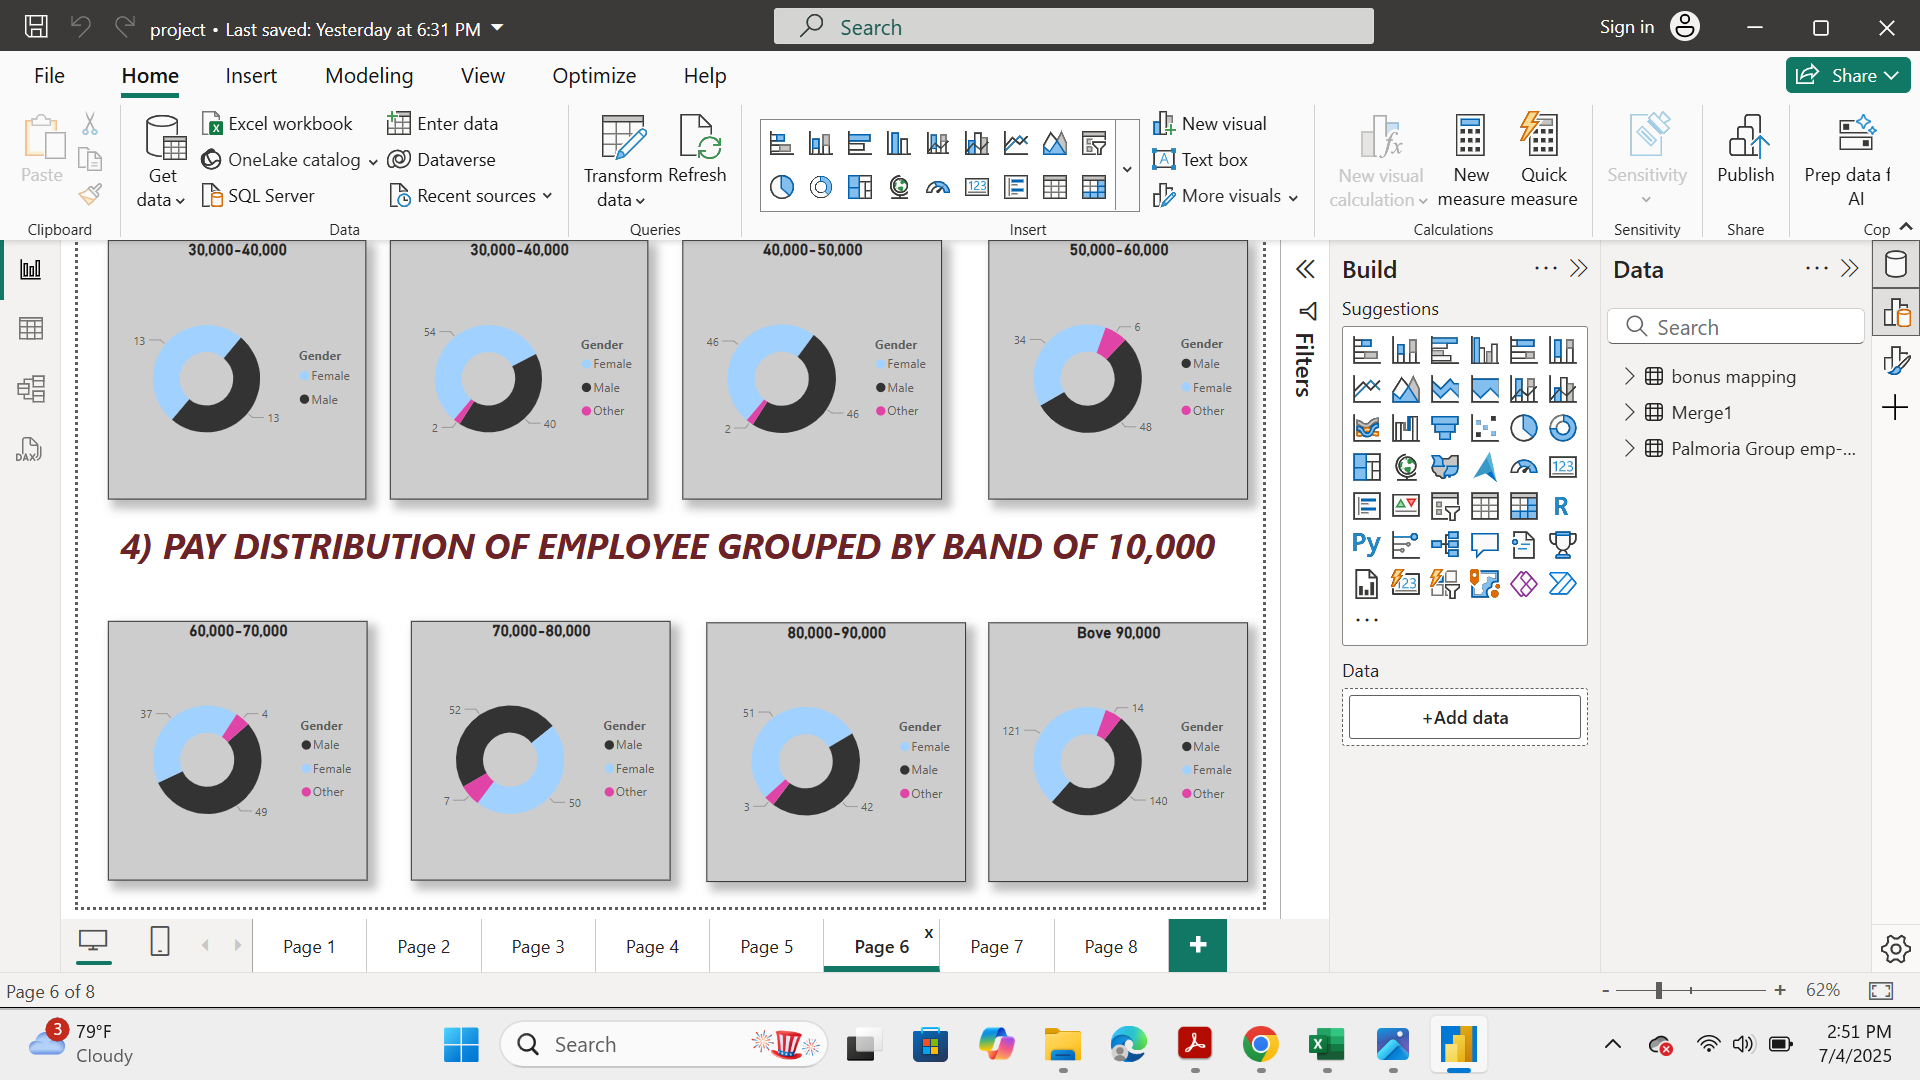 project • Last saved: Yesterday at 6:31 PM
Search
Sign in
File Home Insert Modeling View Optimize Help
Share
Paste
Clipboard
Get data
Excel workbook
OneLake catalog
SQL Server
Enter data
Dataverse
Recent sources
Data
Transform data
Refresh
Queries
New visual
Text box
More visuals
Insert
New visual calculation
New measure
Quick measure
Calculations
Sensitivity
Sensitivity
Publish
Share
Prep data f
AI
Cop
30,000-40,000
13
13
Gender
Female
Male
30,000-40,000
54
2
40
Gender
Female
Male
Other
40,000-50,000
46
2
46
Gender
Female
Male
Other
50,000-60,000
34
6
48
Gender
Male
Female
Other
4) PAY DISTRIBUTION OF EMPLOYEE GROUPED BY BAND OF 10,000
60,000-70,000
37
4
49
Gender
Male
Female
Other
70,000-80,000
52
7
50
Gender
Male
Female
Other
80,000-90,000
51
3
42
Gender
Female
Male
Other
Bove 90,000
121
14
140
Gender
Male
Female
Other
Filters
Build
Suggestions
123
R
Py
123
Data
+Add data
Data
Search
bonus mapping
Merge1
Palmoria Group emp-...
DAX
Page 1 Page 2 Page 3 Page 4 Page 5 Page 6 x Page 7 Page 8 +
Page 6 of 8
- + 62%
3
79°F
Cloudy
Search
2:51 PM
7/4/2025